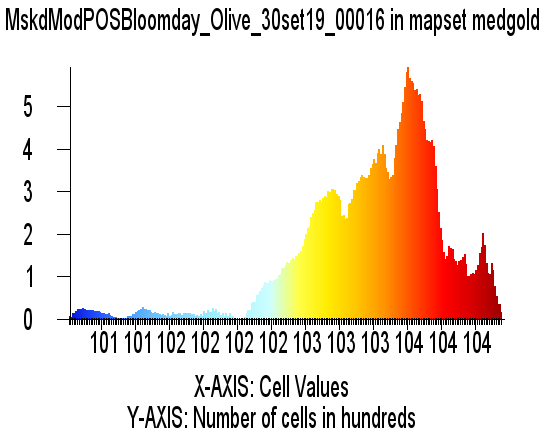 MskdModPOSBloomday_Olive_30set19_00016 in mapset medgold
5
4
3
2
1
0
101 101 102 102 102 102 103 103 103 104 104 104
X-AXIS: Cell Values
Y-AXIS: Number of cells in hundreds